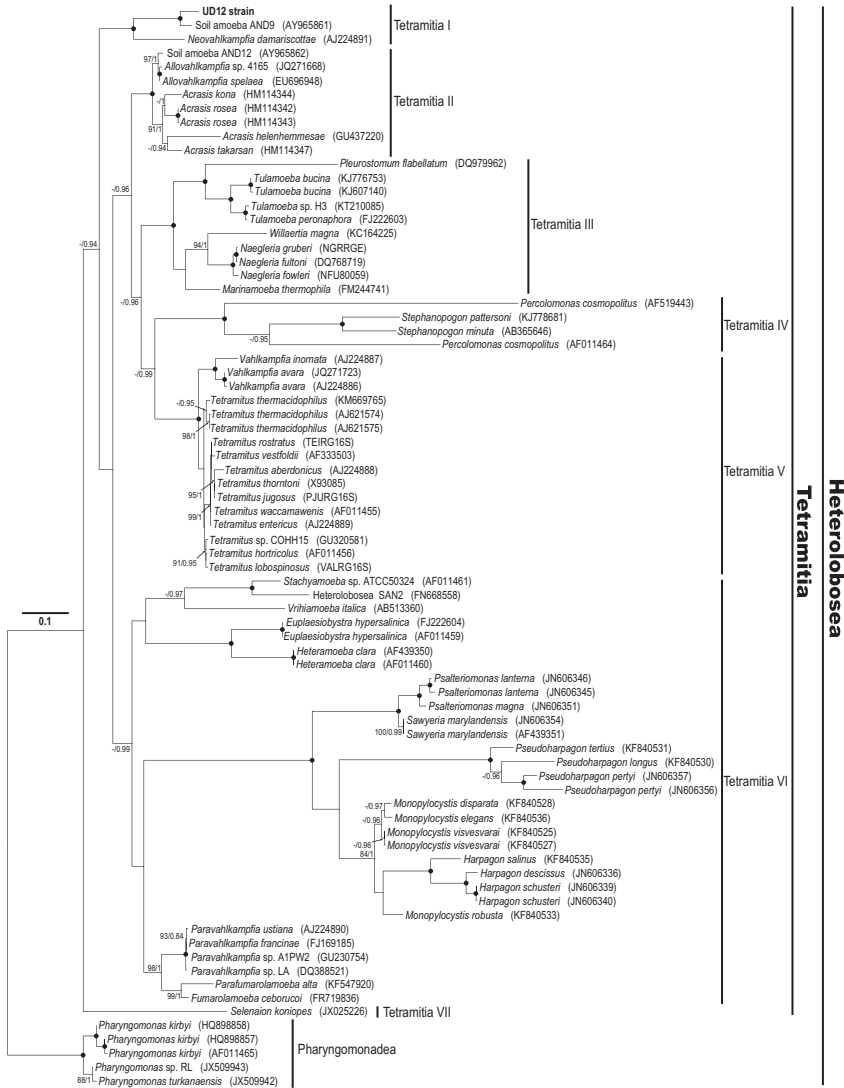 UD12 strain
Soil amoeba AND9 (AY965861)
Neovahlkampfia damariscottae (AJ224891)
Tetramitia I
Soil amoeba AND12 (AY965862)
97/1
Allovahlkampfia sp. 4165 (JQ271668)
Allovahlkampfia spelaea (EU696948)
Acrasis kona (HM114344)
-/1
Acrasis rosea (HM114342)
Acrasis rosea (HM114343)
91/1
Acrasis helenhemmesae (GU437220)
-/0.94
Acrasis takarsan (HM114347)
Tetramitia II
-/0.96
Pleurostomum flabellatum (DQ979962)
Tulamoeba bucina (KJ776753)
Tulamoeba bucina (KJ607140)
Tulamoeba sp. H3 (KT210085)
Tulamoeba peronaphora (FJ222603)
Willaertia magna (KC164225)
94/1
Naegleria gruberi (NGRRGE)
Naegleria fultoni (DQ768719)
Naegleria fowleri (NFU80059)
Marinamoeba thermophila (FM244741)
Tetramitia III
-/0.94
-/0.96
Percolomonas cosmopolitus (AF519443)
Stephanopogon pattersoni (KJ778681)
Stephanopogon minuta (AB365646)
-/0.95
Percolomonas cosmopolitus (AF011464)
Tetramitia IV
-/0.99
Vahlkampfia inornata (AJ224887)
Vahlkampfia avara (JQ271723)
Vahlkampfia avara (AJ224886)
-/0.95
Tetramitus thermacidophilus (KM669765)
Tetramitus thermacidophilus (AJ621574)
Tetramitus thermacidophilus (AJ621575)
98/1
Tetramitus rostratus (TEIRG16S)
Tetramitus vestfoldii (AF333503)
Tetramitus aberdonicus (AJ224888)
Tetramitus thorntoni (X93085)
95/1
Tetramitus jugosus (PJURG16S)
Tetramitus waccamawenis (AF011455)
99/1
Tetramitus entericus (AJ224889)
Tetramitus sp. COHH15 (GU320581)
Tetramitus hortricolus (AF011456)
91/0.95
Tetramitus lobospinosus (VALRG16S)
Tetramitia V
Stachyamoeba sp. ATCC50324 (AF011461)
-/0.97
Heterolobosea SAN2 (FN668558)
Vrihiamoeba italica (AB513360)
Euplaesiobystra hypersalinica (FJ222604)
Euplaesiobystra hypersalinica (AF011459)
Heteramoeba clara (AF439350)
Heteramoeba clara (AF011460)
0.1
Psalteriomonas lanterna (JN606346)
Psalteriomonas lanterna (JN606345)
Psalteriomonas magna (JN606351)
Sawyeria marylandensis (JN606354)
100/0.99
Sawyeria marylandensis (AF439351)
-/0.99
Pseudoharpagon tertius (KF840531)
Pseudoharpagon longus (KF840530)
-/0.96
Pseudoharpagon pertyi (JN606357)
Pseudoharpagon pertyi (JN606356)
Tetramitia VI
-/0.97
Monopylocystis disparata (KF840528)
-/0.96
Monopylocystis elegans (KF840536)
Monopylocystis visvesvarai (KF840525)
-/0.96
Monopylocystis visvesvarai (KF840527)
84/1
Harpagon salinus (KF840535)
Harpagon descissus (JN606336)
Harpagon schusteri (JN606339)
Harpagon schusteri (JN606340)
Monopylocystis robusta (KF840533)
Paravahlkampfia ustiana (AJ224890)
93/0.84
Paravahlkampfia francinae (FJ169185)
Paravahlkampfia sp. A1PW2 (GU230754)
98/1
Paravahlkampfia sp. LA (DQ388521)
Parafumarolamoeba alta (KF547920)
99/1
Fumarolamoeba ceborucoi (FR719836)
Selenaion koniopes (JX025226)
Tetramitia VII
Pharyngomonas kirbyi (HQ898858)
Pharyngomonas kirbyi (HQ898857)
Pharyngomonas kirbyi (AF011465)
Pharyngomonas sp. RL (JX509943)
88/1
Pharyngomonas turkanaensis (JX509942)
Pharyngomonadea
Tetramitia
Heterolobosea